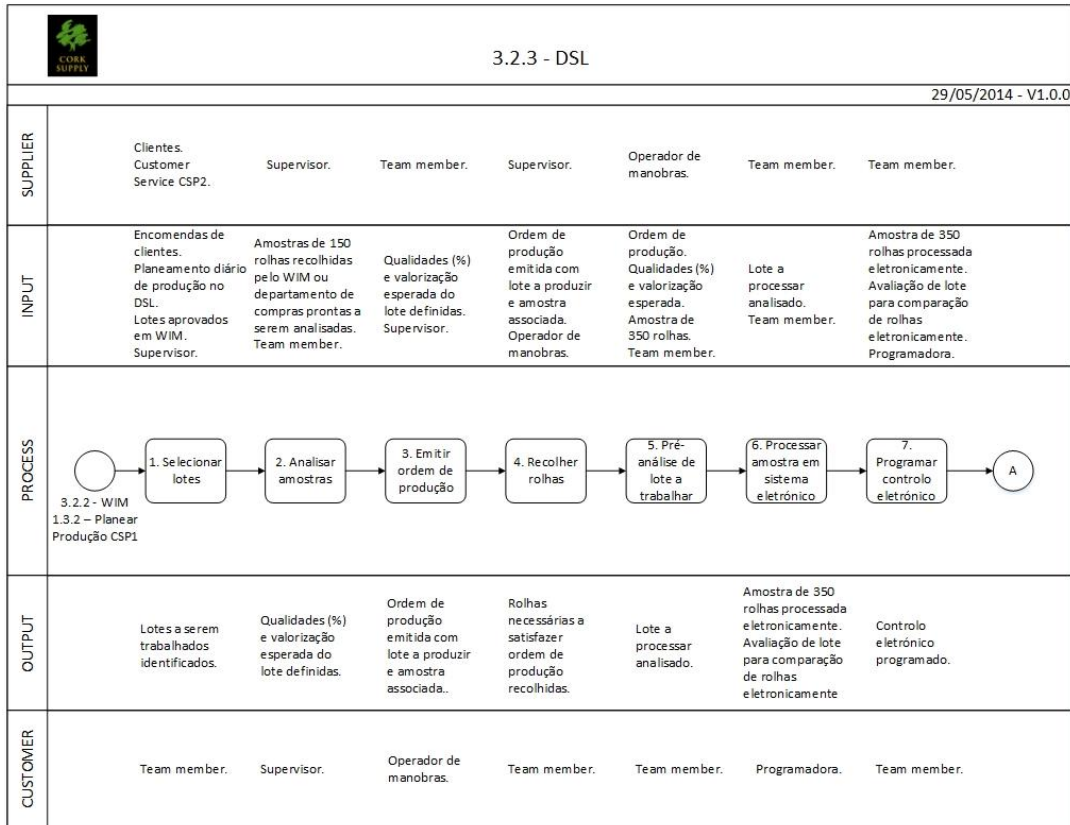 CORK
SUPPLY
3.2.3 - DSL
29/05/2014 - V1.0.0
SUPPLIER
Clientes.
Customer
Service CSP2.
Supervisor.
Team member.
Supervisor.
Operador de
manobras.
Team member.
Team member.
INPUT
Encomendas de
clientes.
Planeamento diário
de produção no
DSL.
Lotes aprovados
em WIM.
Supervisor.
Amostras de 150
rolhas recolhidas
pelo WIM ou
departamento de
compras prontas a
serem analisadas.
Team member.
Qualidades (%)
e valorização
esperada do
lote definidas.
Supervisor.
Ordem de
produção
emitida com
lote a produzir
e amostra
associada.
Operador de
manobras.
Ordem de
produção.
Qualidades (%)
e valorização
esperada.
Amostra de
350 rolhas.
Team member.
Lote a
processar
analisado.
Team member.
Amostra de 350
rolhas processada
eletronicamente.
Avaliação de lote
para comparação
de rolhas
eletronicamente.
Programadora.
PROCESS
3.2.2 - WIM
1.3.2 – Planear
Produção CSP1
1. Selecionar
lotes
2. Analisar
amostras
3. Emitir
ordem de
produção
4. Recolher
rolhas
5. Pré-
análise de
lote a
trabalhar
6. Processar
amostra em
sistema
eletrónico
7.
Programar
controlo
eletrónico
A
OUTPUT
Lotes a serem
trabalhados
identificados.
Qualidades (%)
e valorização
esperada do
lote definidas.
Ordem de
produção
emitida com
lote a produzir
e amostra
associada..
Rolhas
necessárias a
satisfazer
ordem de
produção
recolhidas.
Lote a
processar
analisado.
Amostra de 350
rolhas processada
eletronicamente.
Avaliação de lote
para comparação
de rolhas
eletronicamente
Controlo
eletrónico
programado.
CUSTOMER
Team member.
Supervisor.
Operador de
manobras.
Team member.
Team member.
Programadora.
Team member.